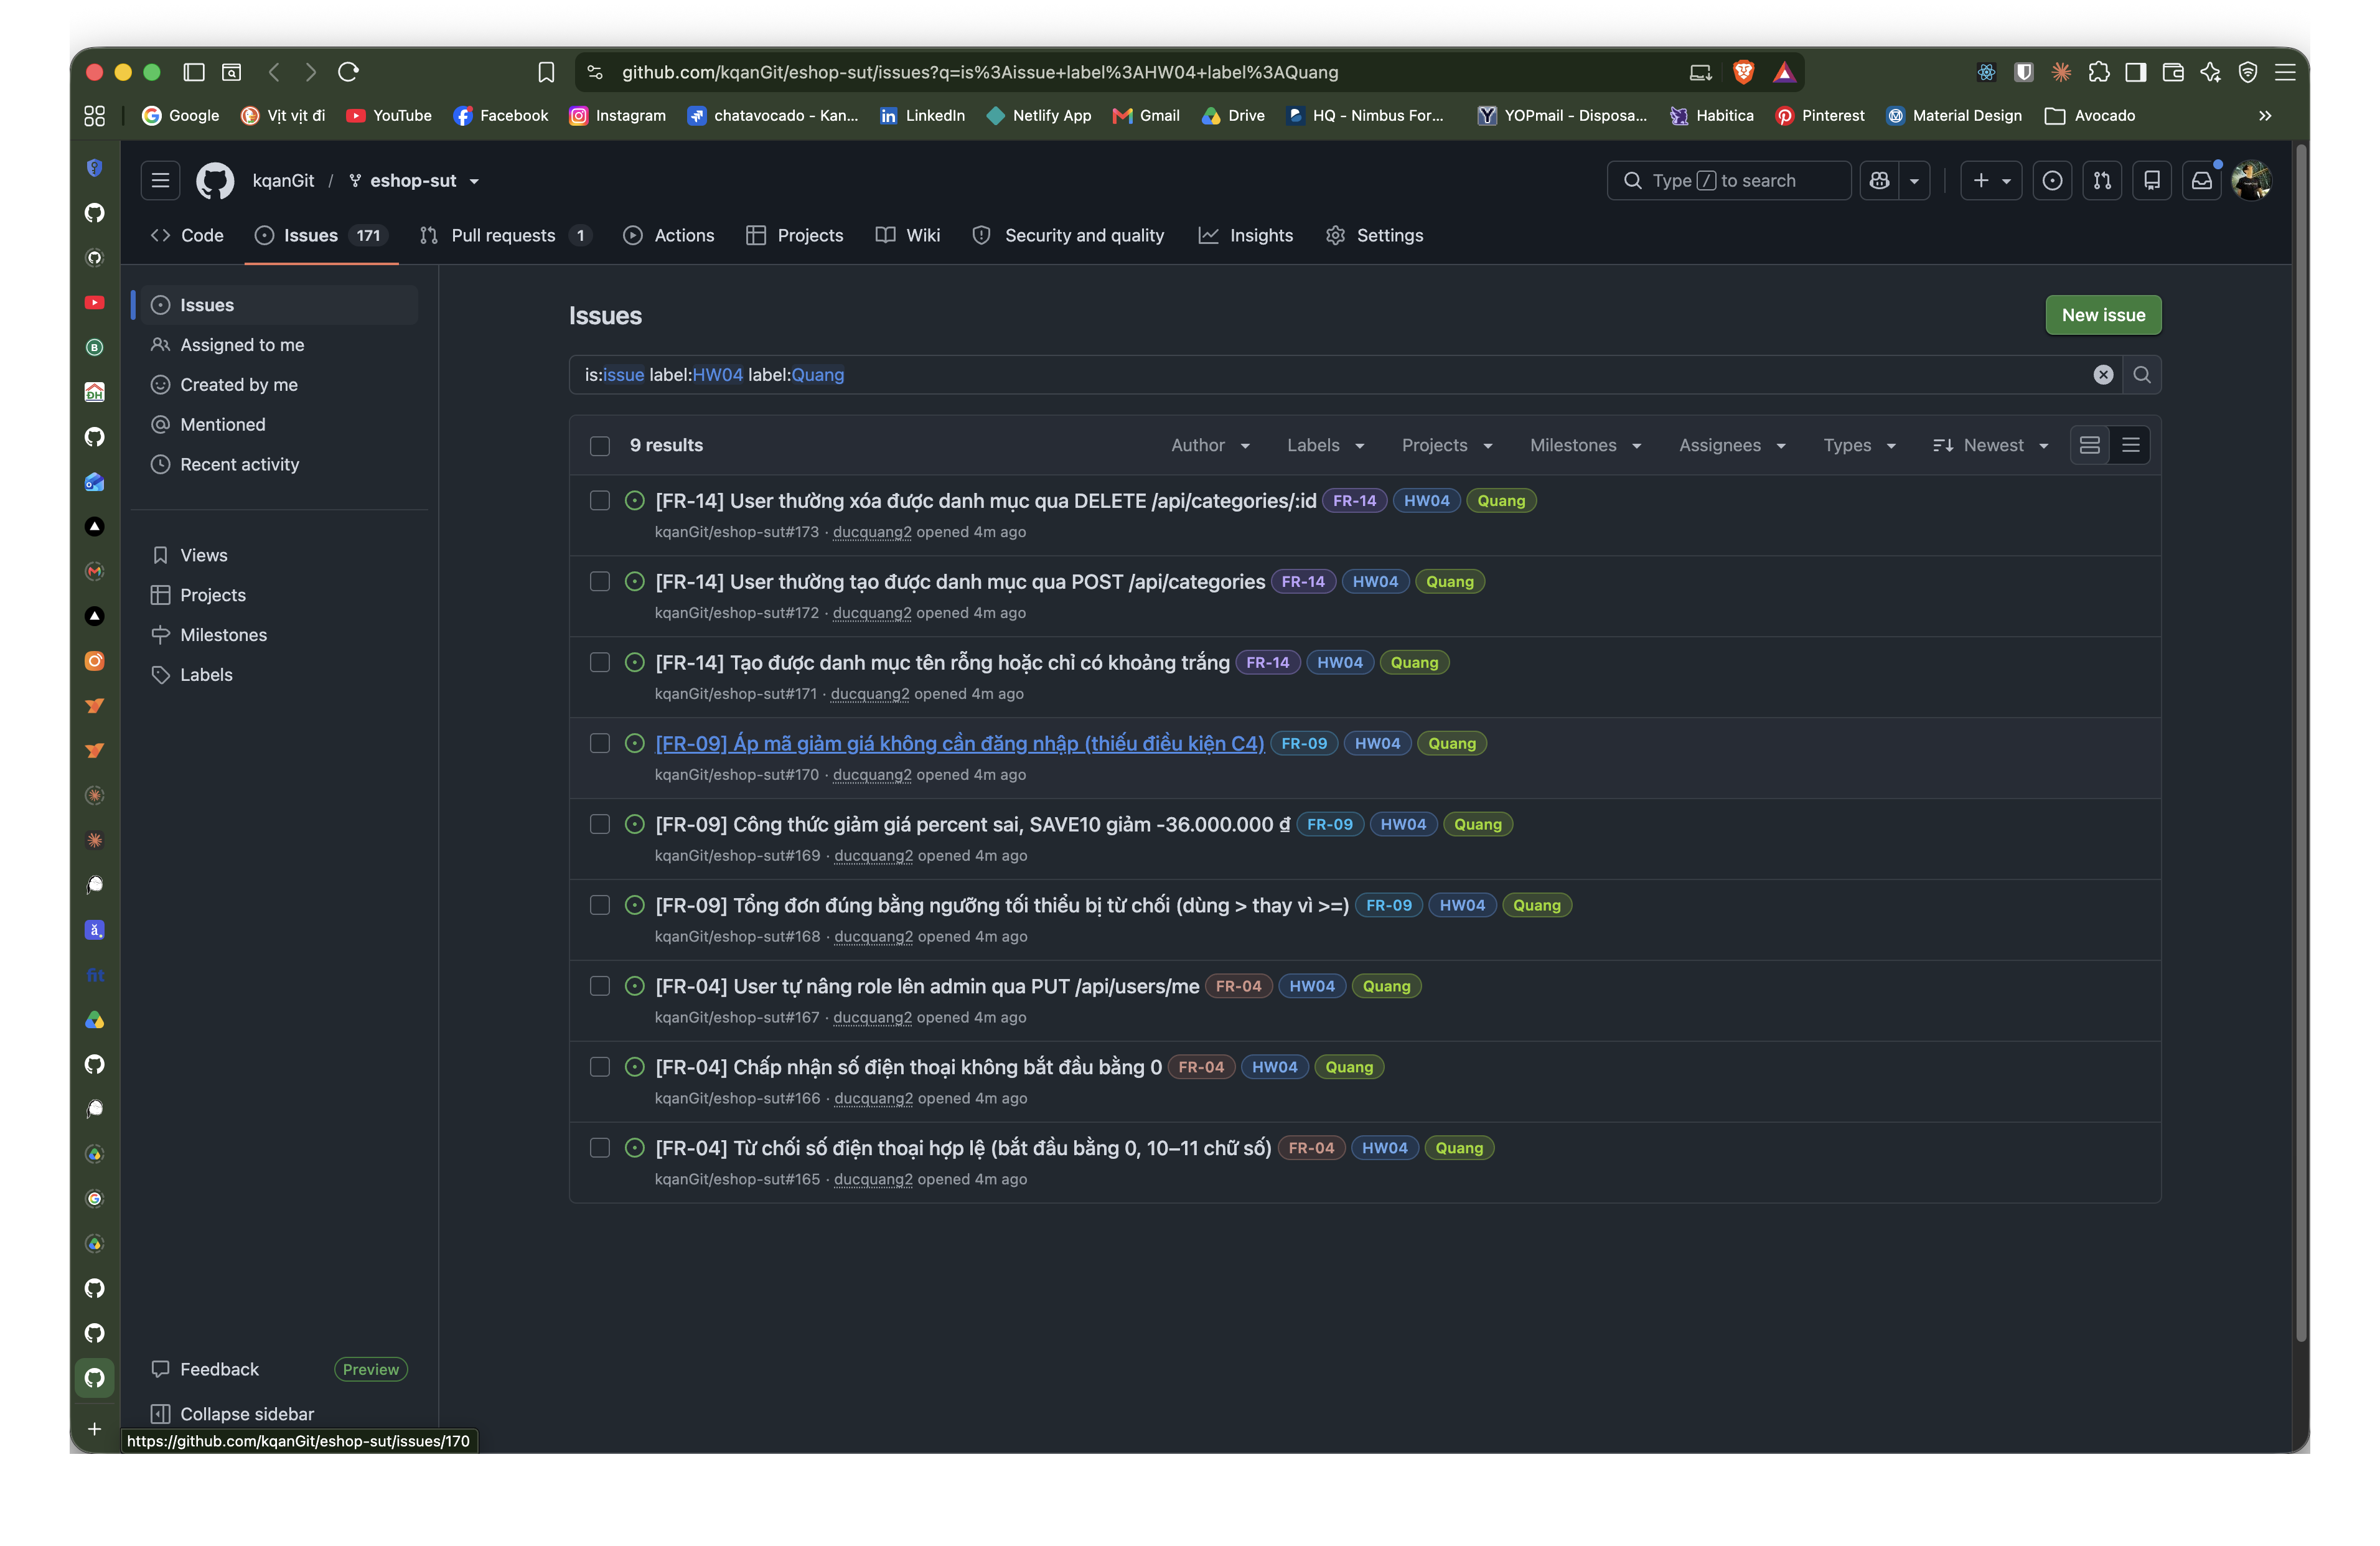 github.com/kqanGit/eshop-sut/issues?q=is%3Aissue+label%3AHW04+label%3AQuang
Google Vịt vịt đi YouTube Facebook Instagram chatavocado - Kan... LinkedIn Netlify App Gmail Drive HQ - Nimbus For... YOPmail - Disposa... Habitica Pinterest Material Design Avocado
kqanGit / eshop-sut
Type / to search
Code Issues 171 Pull requests 1 Actions Projects Wiki Security and quality Insights Settings
Issues
Assigned to me
Created by me
Mentioned
Recent activity
Views
Projects
Milestones
Labels
Feedback Preview
Collapse sidebar
https://github.com/kqanGit/eshop-sut/issues/170
Issues
New issue
is:issue label:HW04 label:Quang
9 results Author Labels Projects Milestones Assignees Types Newest
[FR-14] User thường xóa được danh mục qua DELETE /api/categories/:id FR-14 HW04 Quang
kqanGit/eshop-sut#173 · ducquang2 opened 4m ago
[FR-14] User thường tạo được danh mục qua POST /api/categories FR-14 HW04 Quang
kqanGit/eshop-sut#172 · ducquang2 opened 4m ago
[FR-14] Tạo được danh mục tên rỗng hoặc chỉ có khoảng trắng FR-14 HW04 Quang
kqanGit/eshop-sut#171 · ducquang2 opened 4m ago
[FR-09] Áp mã giảm giá không cần đăng nhập (thiếu điều kiện C4) FR-09 HW04 Quang
kqanGit/eshop-sut#170 · ducquang2 opened 4m ago
[FR-09] Công thức giảm giá percent sai, SAVE10 giảm -36.000.000 ₫ FR-09 HW04 Quang
kqanGit/eshop-sut#169 · ducquang2 opened 4m ago
[FR-09] Tổng đơn đúng bằng ngưỡng tối thiểu bị từ chối (dùng > thay vì >=) FR-09 HW04 Quang
kqanGit/eshop-sut#168 · ducquang2 opened 4m ago
[FR-04] User tự nâng role lên admin qua PUT /api/users/me FR-04 HW04 Quang
kqanGit/eshop-sut#167 · ducquang2 opened 4m ago
[FR-04] Chấp nhận số điện thoại không bắt đầu bằng 0 FR-04 HW04 Quang
kqanGit/eshop-sut#166 · ducquang2 opened 4m ago
[FR-04] Từ chối số điện thoại hợp lệ (bắt đầu bằng 0, 10–11 chữ số) FR-04 HW04 Quang
kqanGit/eshop-sut#165 · ducquang2 opened 4m ago